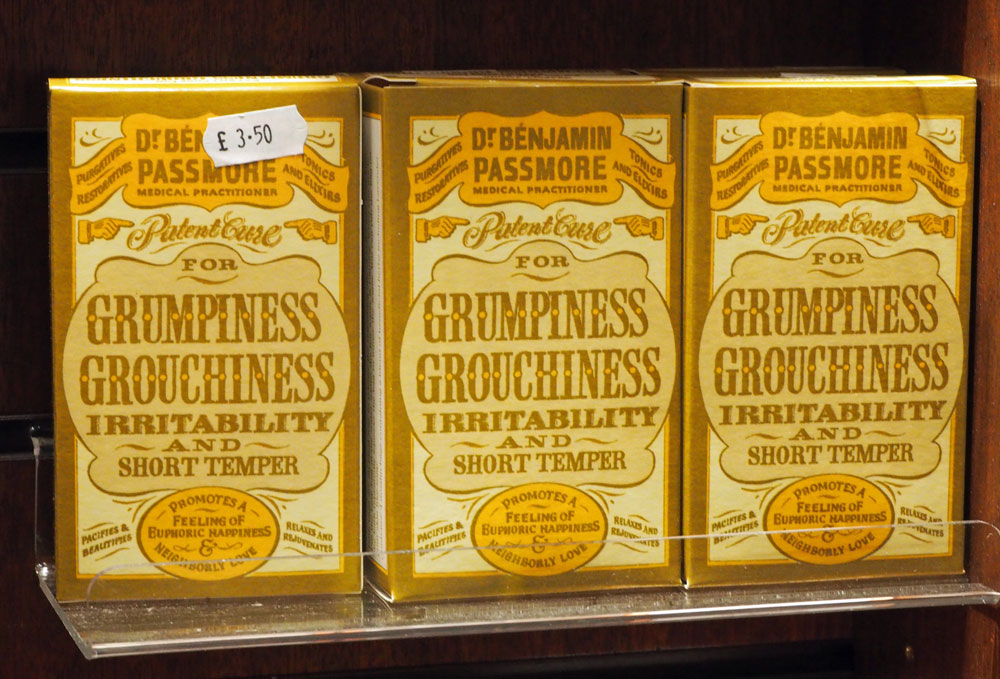 £ 3.50
Dr BEN
PASSMORE
MEDICAL PRACTITIONER
PURGATIVES
RESTORATIVES
TONICS
AND ELIXIRS
Patent Cure
FOR
GRUMPINESS
GROUCHINESS
IRRITABILITY
AND
SHORT TEMPER
PROMOTES A
FEELING OF
EUPHORIC HAPPINESS
&
NEIGHBORLY LOVE
PACIFIES &
BEAUTIFIES
RELAXES AND
REJUVENATES
Dr BENJAMIN
PASSMORE
MEDICAL PRACTITIONER
PURGATIVES
RESTORATIVES
TONICS
AND ELIXIRS
Patent Cure
FOR
GRUMPINESS
GROUCHINESS
IRRITABILITY
AND
SHORT TEMPER
PROMOTES A
FEELING OF
EUPHORIC HAPPINESS
&
NEIGHBORLY LOVE
PACIFIES &
BEAUTIFIES
RELAXES AND
REJUVENATES
Dr BENJAMIN
PASSMORE
MEDICAL PRACTITIONER
PURGATIVES
RESTORATIVES
TONICS
AND ELIXIRS
Patent Cure
FOR
GRUMPINESS
GROUCHINESS
IRRITABILITY
AND
SHORT TEMPER
PROMOTES A
FEELING OF
EUPHORIC HAPPINESS
&
NEIGHBORLY LOVE
PACIFIES &
BEAUTIFIES
RELAXES AND
REJUVENATES